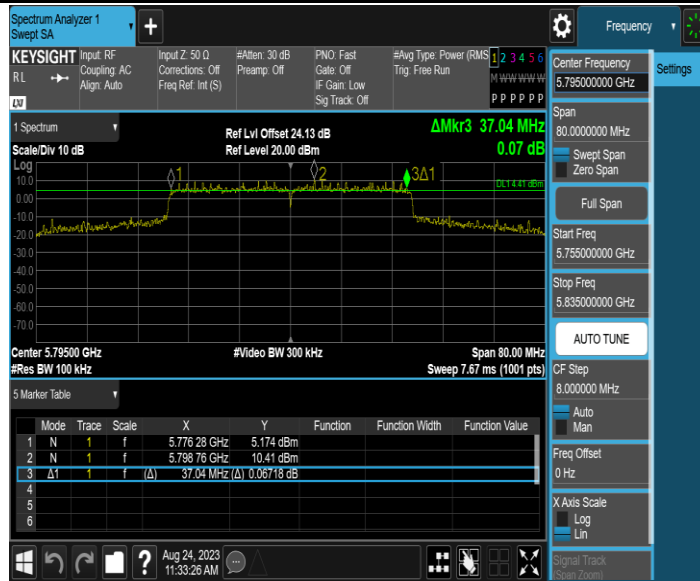 Spectrum Analyzer 1
Swept SA
+
Frequency
KEYSIGHT
RL
LXI
Input: RF
Coupling: AC
Align: Auto
Input Z: 50 Ω
Corrections: Off
Freq Ref: Int (S)
#Atten: 30 dB
Preamp: Off
PNO: Fast
Gate: Off
IF Gain: Low
Sig Track: Off
#Avg Type: Power (RMS
Trig: Free Run
1 2 3 4 5 6
M W W W W W
P P P P P P
Center Frequency
5.795000000 GHz
Settings
Span
80.0000000 MHz
Swept Span
Zero Span
Full Span
Start Freq
5.755000000 GHz
Stop Freq
5.835000000 GHz
AUTO TUNE
CF Step
8.000000 MHz
Auto
Man
Freq Offset
0 Hz
X Axis Scale
Log
Lin
Signal Track
(Span Zoom)
1 Spectrum
Scale/Div 10 dB
Ref Lvl Offset 24.13 dB
Ref Level 20.00 dBm
ΔMkr3 37.04 MHz
0.07 dB
Log
10.0
0.00
-10.0
-20.0
-30.0
-40.0
-50.0
-60.0
-70.0
1
2
3Δ1
DL1 4.41 dBm
Center 5.79500 GHz
#Video BW 300 kHz
Span 80.00 MHz
#Res BW 100 kHz
Sweep 7.67 ms (1001 pts)
5 Marker Table
Mode Trace Scale X Y Function Function Width Function Value
1 N 1 f 5.776 28 GHz 5.174 dBm
2 N 1 f 5.798 76 GHz 10.41 dBm
3 Δ1 1 f (Δ) 37.04 MHz (Δ) 0.06718 dB
4
5
6
?
Aug 24, 2023
11:33:26 AM